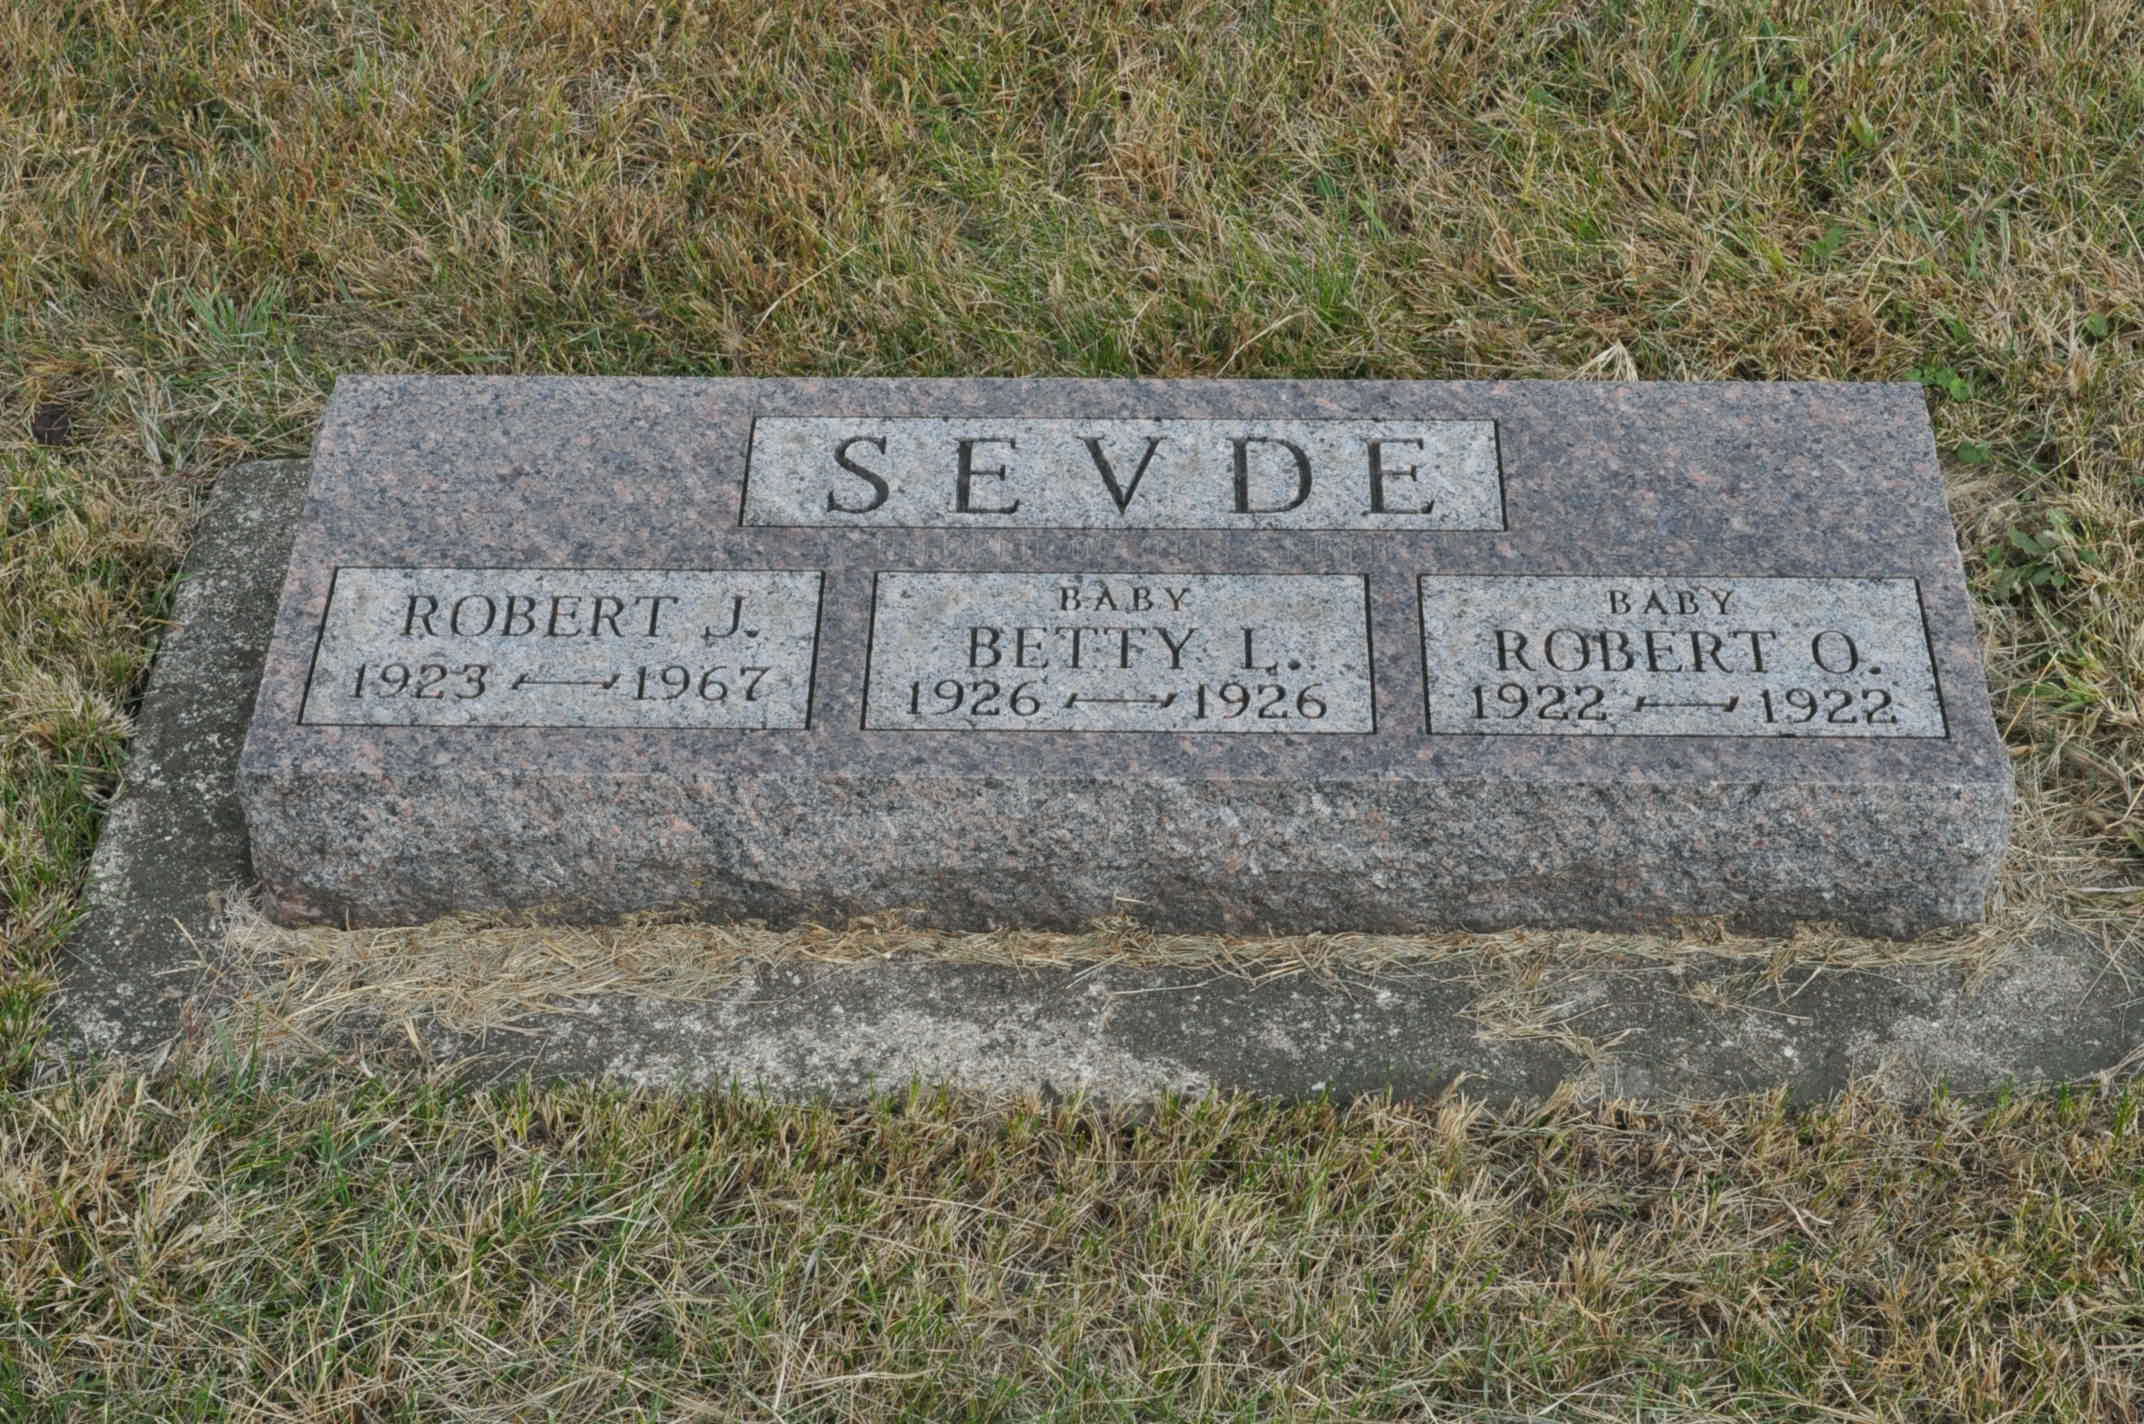 SEVDE
ROBERT J.
1923 — 1967
BABY
BETTY L.
1926 — 1926
BABY
ROBERT O.
1922 — 1922